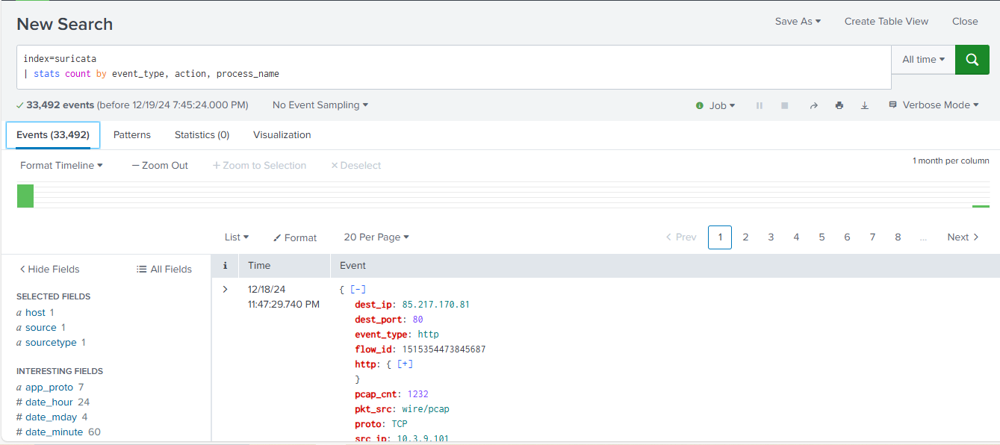 New Search
Save As ▾ Create Table View Close
index=suricata
| stats count by event_type, action, process_name
All time ▾
✓ 33,492 events (before 12/19/24 7:45:24.000 PM) No Event Sampling ▾
Job ▾ Verbose Mode ▾
Events (33,492) Patterns Statistics (0) Visualization
Format Timeline ▾ — Zoom Out + Zoom to Selection × Deselect
1 month per column
List ▾ Format 20 Per Page ▾
< Prev 1 2 3 4 5 6 7 8 ... Next >
< Hide Fields All Fields
SELECTED FIELDS
a host 1
a source 1
a sourcetype 1
INTERESTING FIELDS
a app_proto 7
# date_hour 24
# date_mday 4
# date_minute 60
i Time Event
> 12/18/24
11:47:29.740 PM
{ [-]
dest_ip: 85.217.170.81
dest_port: 80
event_type: http
flow_id: 1515354473845687
http: { [+]
}
pcap_cnt: 1232
pkt_src: wire/pcap
proto: TCP
src_ip: 10.3.9.101